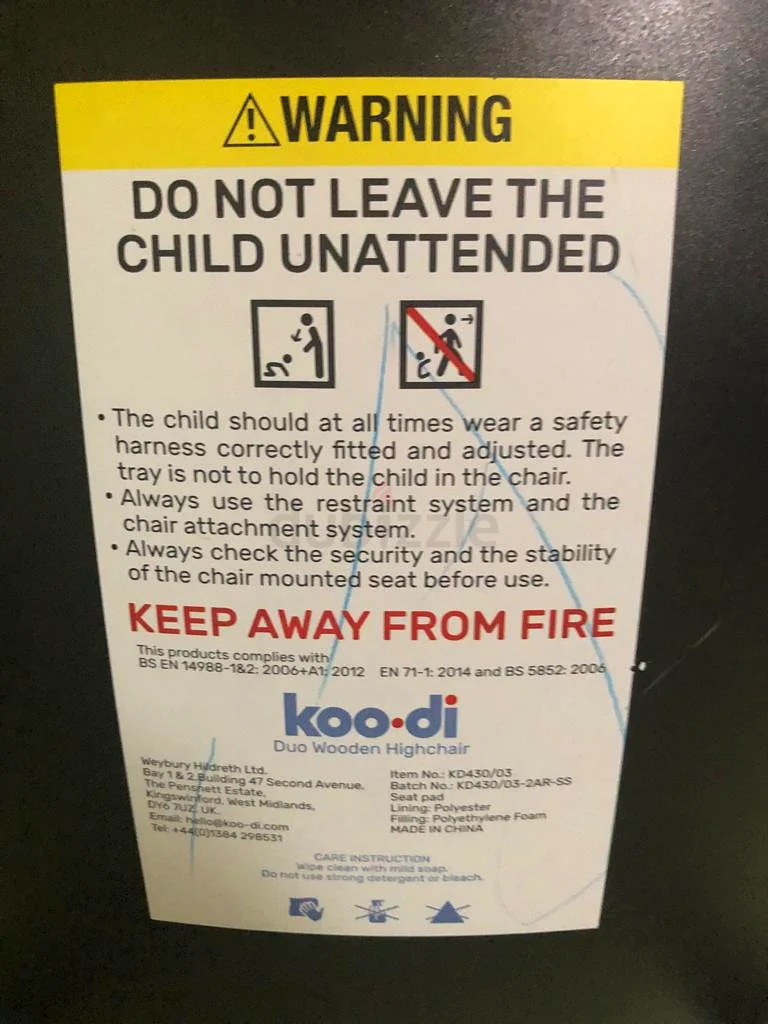 WARNING
DO NOT LEAVE THE
CHILD UNATTENDED
• The child should at all times wear a safety
harness correctly fitted and adjusted. The
tray is not to hold the child in the chair.
• Always use the restraint system and the
chair attachment system.
• Always check the security and the stability
of the chair mounted seat before use.
dubizzle
KEEP AWAY FROM FIRE
This products complies with
BS EN 14988-1&2: 2006+A1: 2012 EN 71-1: 2014 and BS 5852: 2006
koo-di
Duo Wooden Highchair
Weybury Hildreth Ltd.
Bay 1 & 2,Building 47 Second Avenue,
The Pensnett Estate,
Kingswinford, West Midlands,
DY6 7UZ, UK.
Email: hello@koo-di.com
Tel: +44(0)1384 298531
Item No.: KD430/03
Batch No.: KD430/03-2AR-SS
Seat pad
Lining: Polyester
Filling: Polyethylene Foam
MADE IN CHINA
CARE INSTRUCTION
Wipe clean with mild soap.
Do not use strong detergent or bleach.